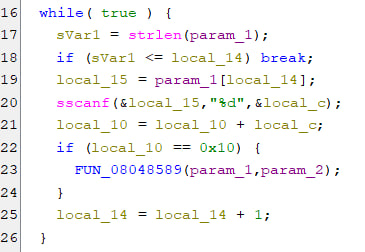 16 while( true ) {
17 sVar1 = strlen(param_1);
18 if (sVar1 <= local_14) break;
19 local_15 = param_1[local_14];
20 sscanf(&local_15,"%d",&local_c);
21 local_10 = local_10 + local_c;
22 if (local_10 == 0x10) {
23 FUN_08048589(param_1,param_2);
24 }
25 local_14 = local_14 + 1;
26 }